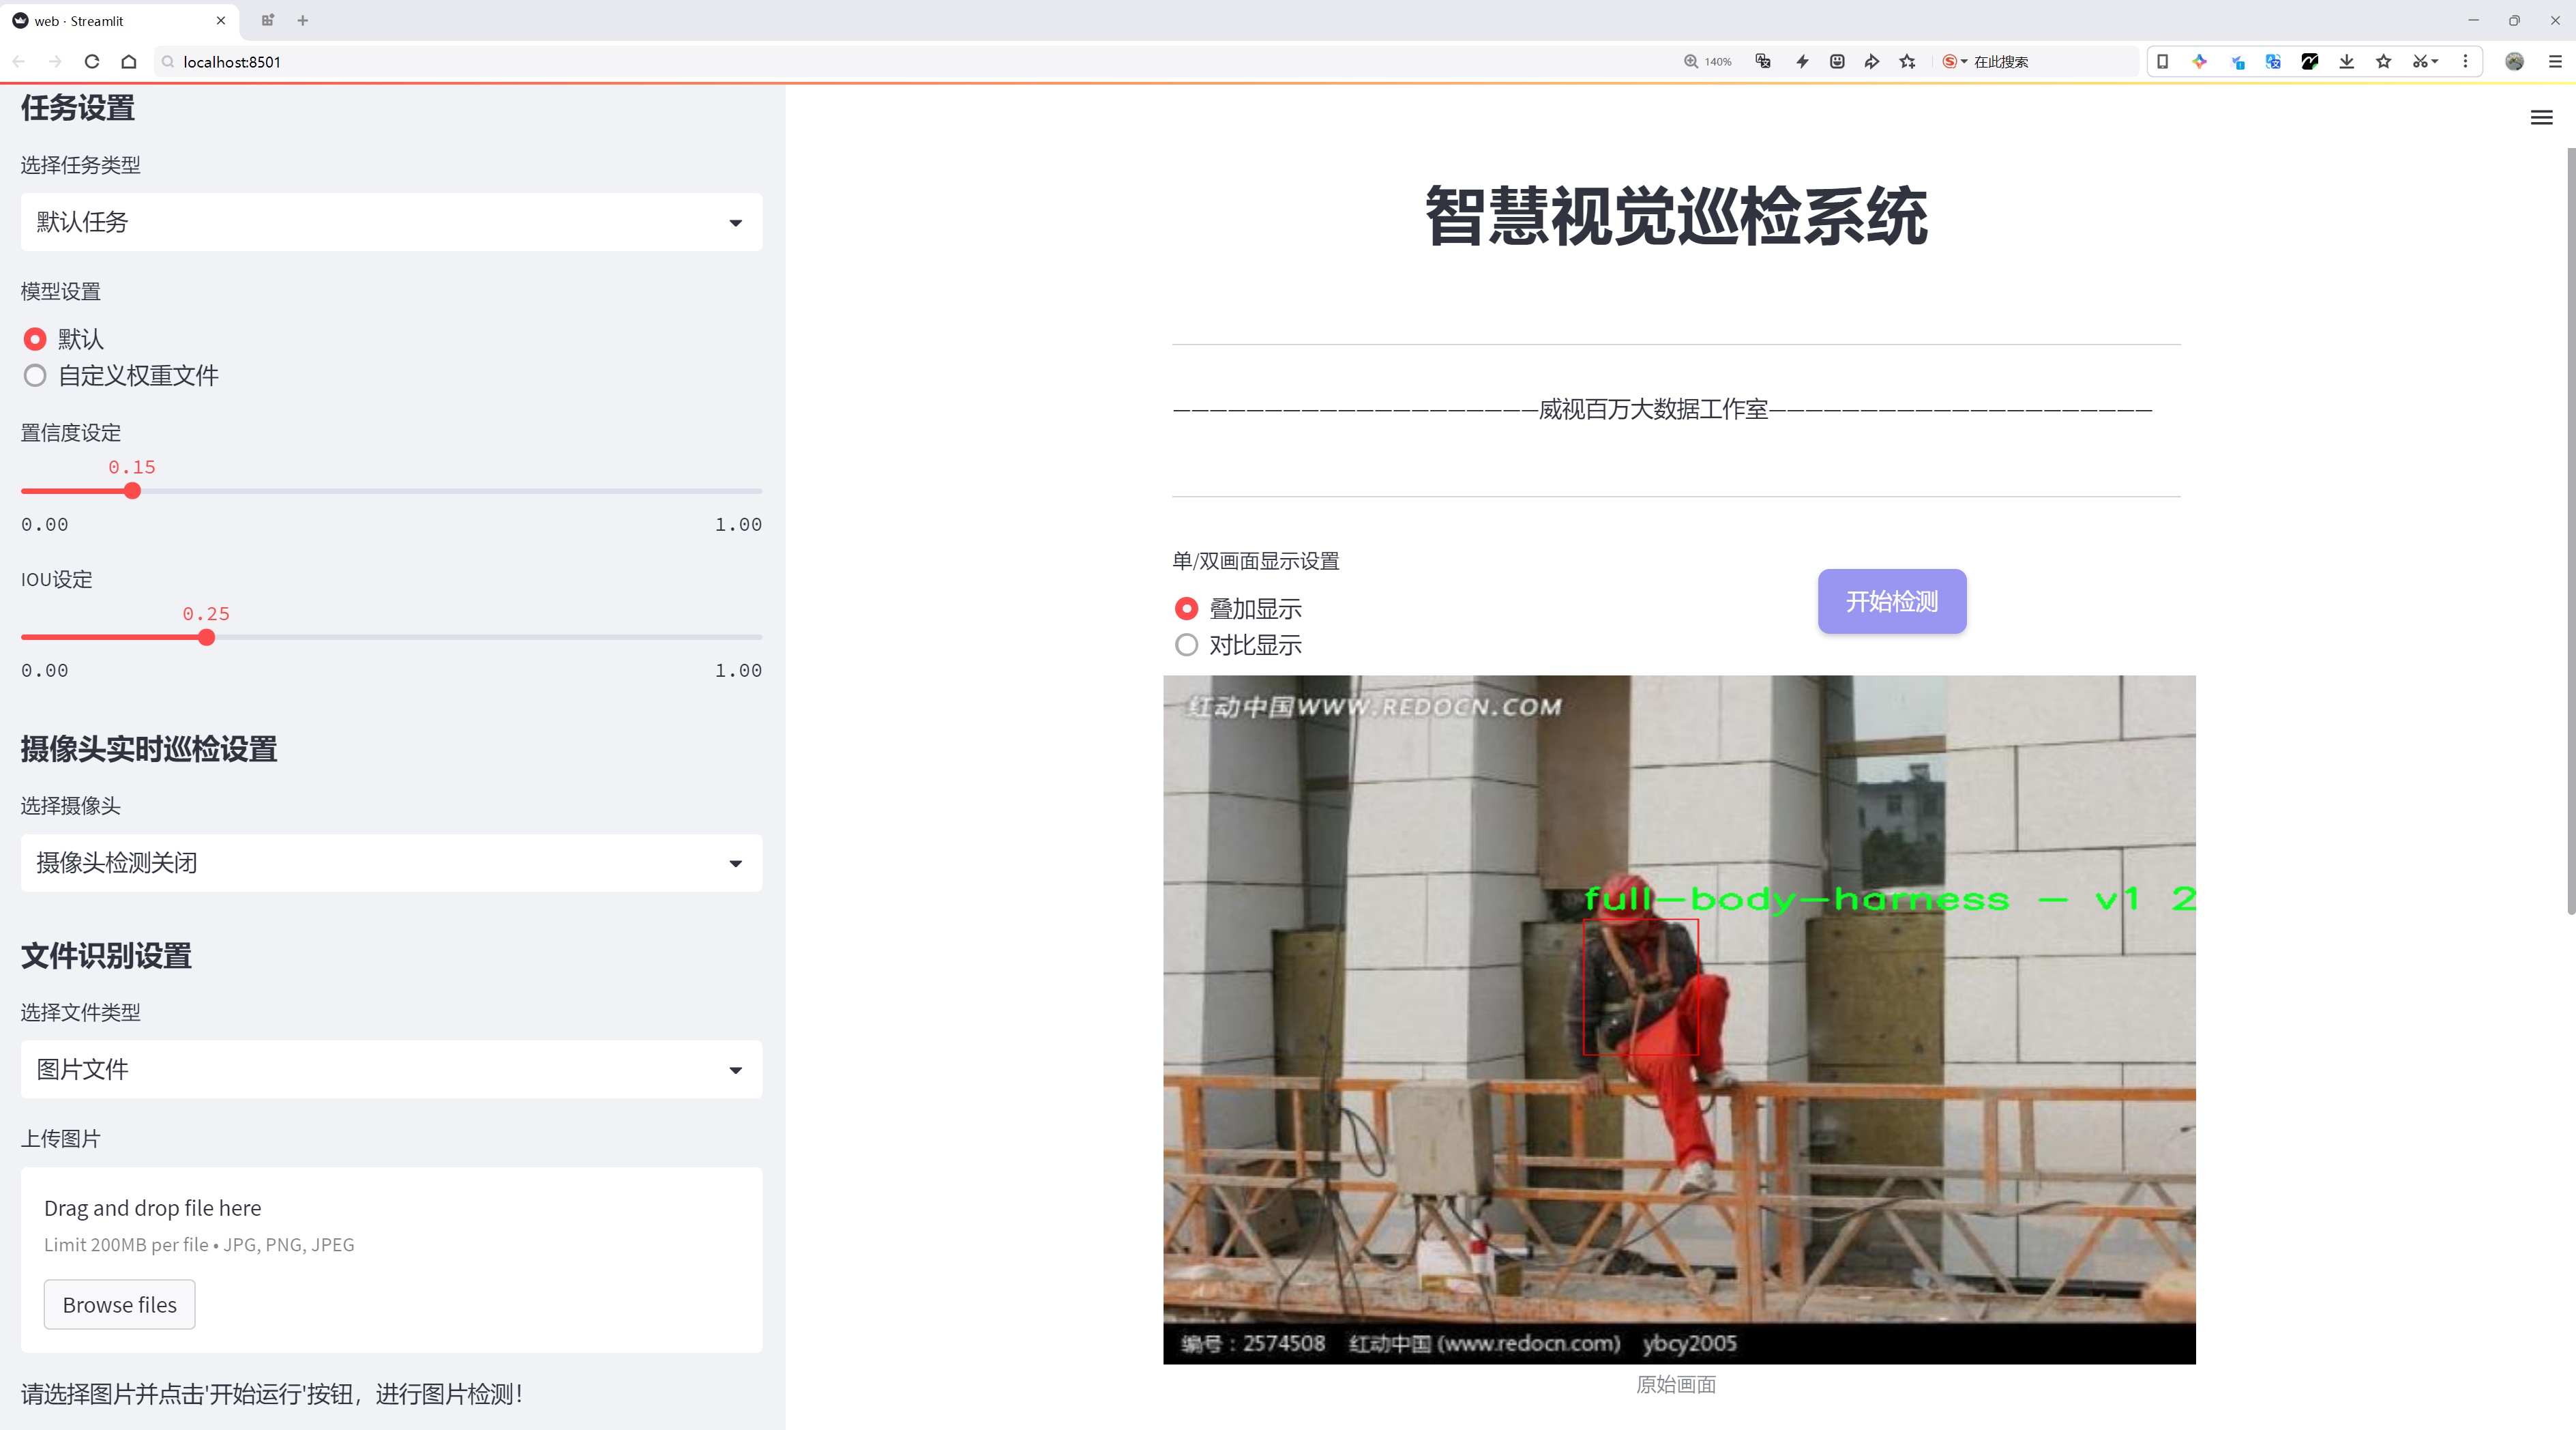 web · Streamlit
localhost:8501
140%
在此搜索
任务设置
选择任务类型
默认任务
模型设置
默认
自定义权重文件
置信度设定
0.15
0.00 1.00
IOU设定
0.25
0.00 1.00
摄像头实时巡检设置
选择摄像头
摄像头检测关闭
文件识别设置
选择文件类型
图片文件
上传图片
Drag and drop file here
Limit 200MB per file • JPG, PNG, JPEG
Browse files
请选择图片并点击'开始运行'按钮，进行图片检测！
智慧视觉巡检系统
—————————————————————威视百万大数据工作室—————————————————————
单/双画面显示设置
叠加显示
对比显示
开始检测
红动中国WWW.REDOCN.COM
full-body-harness - v1 2
编号：2574508 红动中国 (www.redocn.com) ybcy2005
原始画面